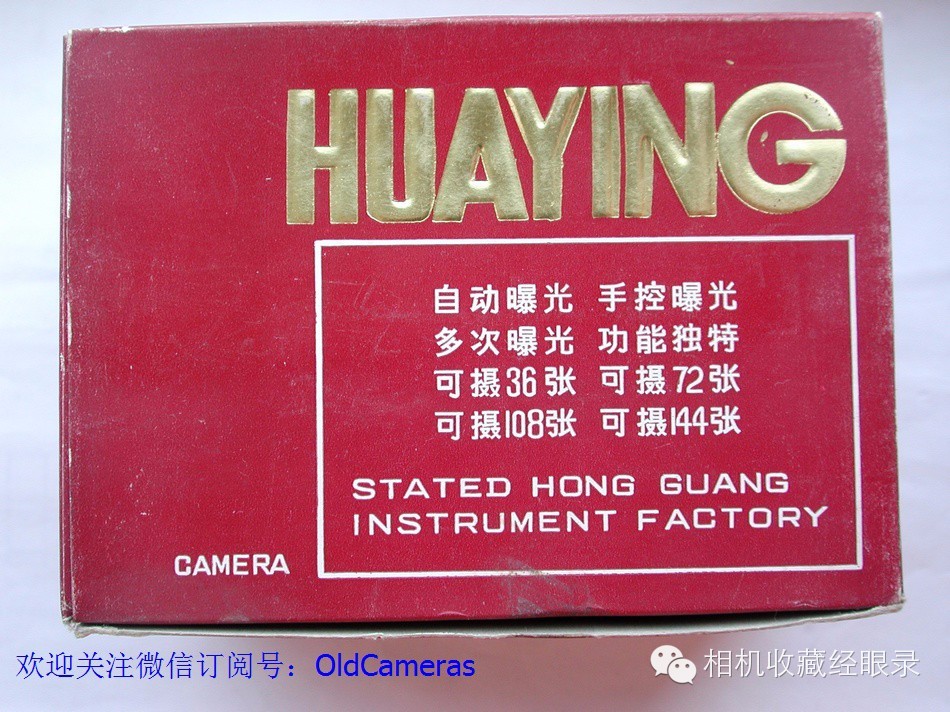 HUAYING
自动曝光 手控曝光
多次曝光 功能独特
可摄36张 可摄72张
可摄108张 可摄144张
STATED HONG GUANG
INSTRUMENT FACTORY
CAMERA
欢迎关注微信订阅号：OldCameras
相机收藏经眼录